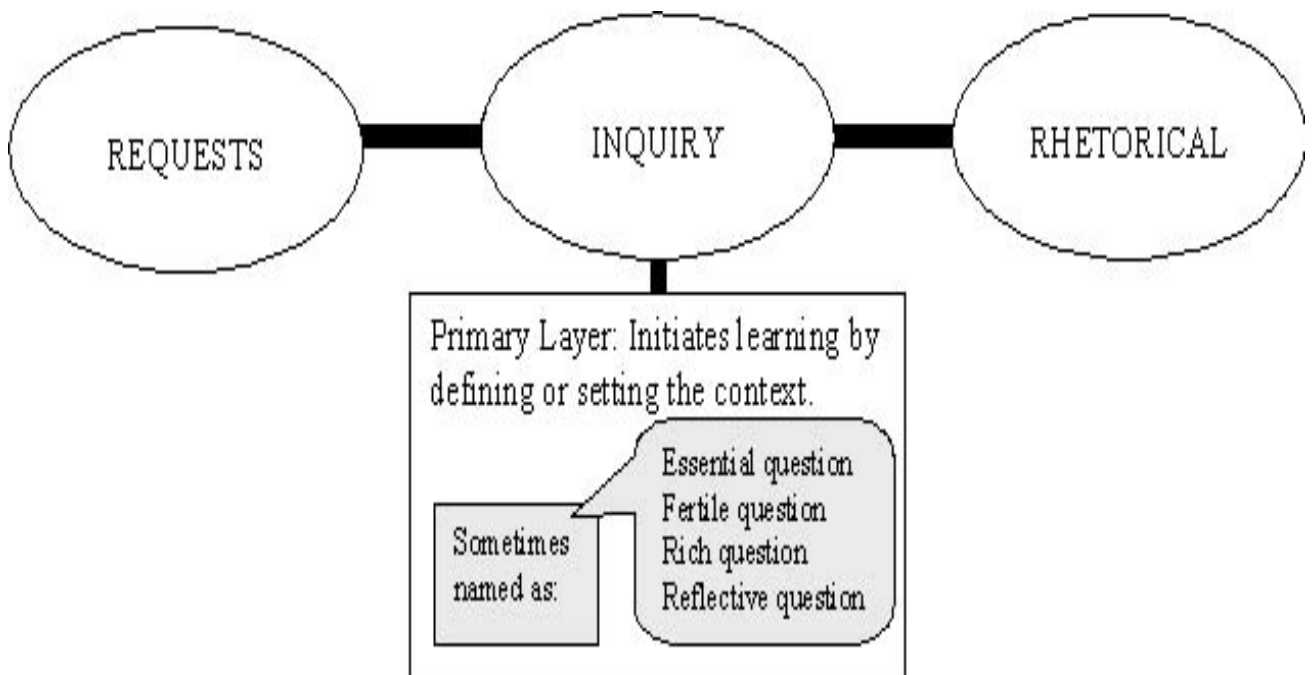 REQUESTS
INQUIRY
RHETORICAL
Primary Layer: Initiates learning by
defining or setting the context.
Essential question
Fertile question
Rich question
Reflective question
Sometimes
named as: